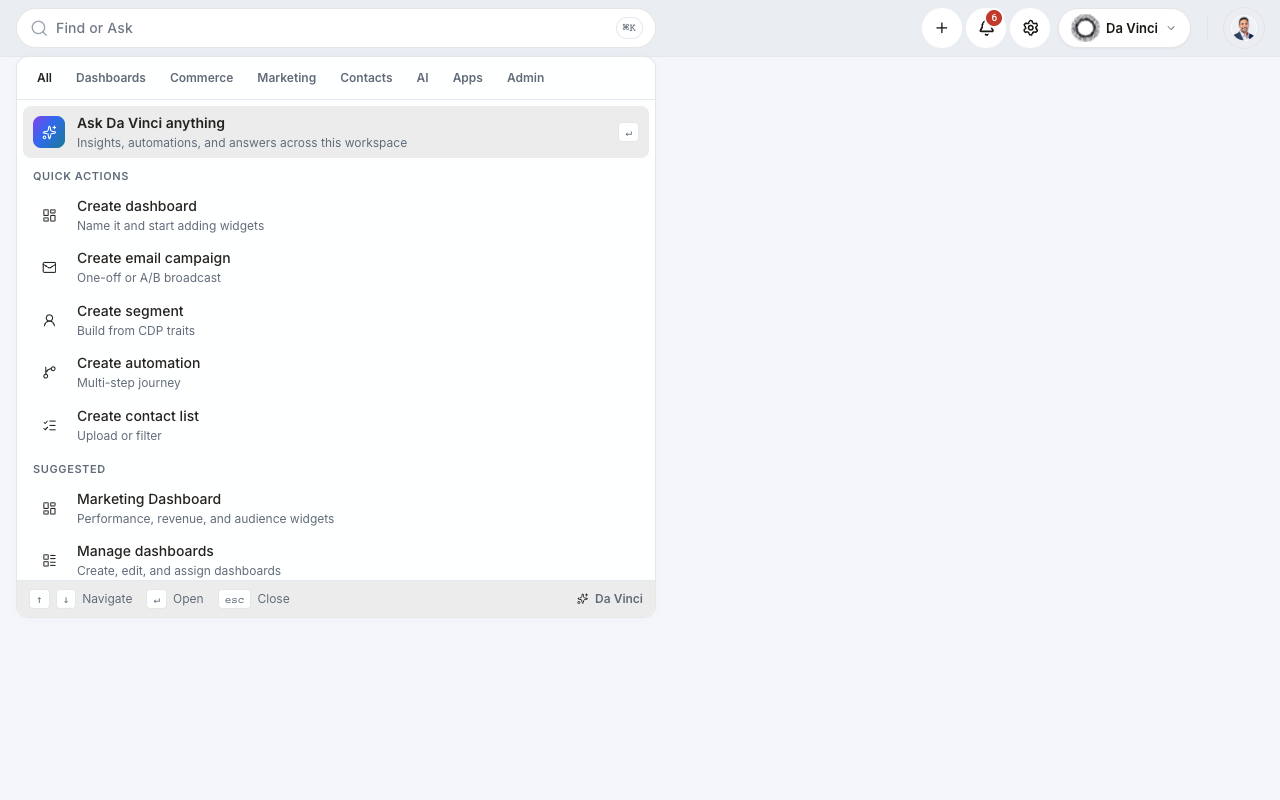 Find or Ask
⌘K
6
Da Vinci
All Dashboards Commerce Marketing Contacts AI Apps Admin
Ask Da Vinci anything
Insights, automations, and answers across this workspace
↵
QUICK ACTIONS
Create dashboard
Name it and start adding widgets
Create email campaign
One-off or A/B broadcast
Create segment
Build from CDP traits
Create automation
Multi-step journey
Create contact list
Upload or filter
SUGGESTED
Marketing Dashboard
Performance, revenue, and audience widgets
Manage dashboards
Create, edit, and assign dashboards
↑ ↓ Navigate ↵ Open esc Close Da Vinci